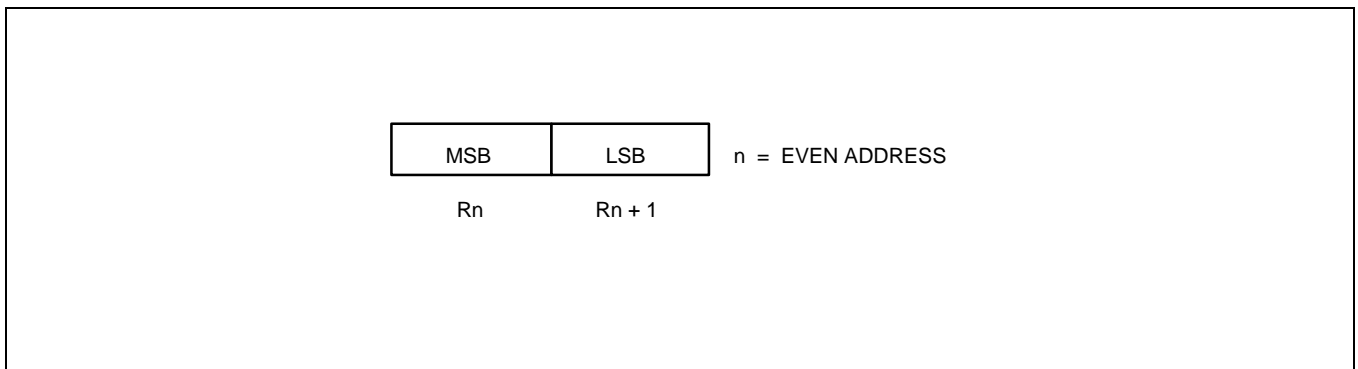 MSB LSB n = EVEN ADDRESS
Rn Rn + 1